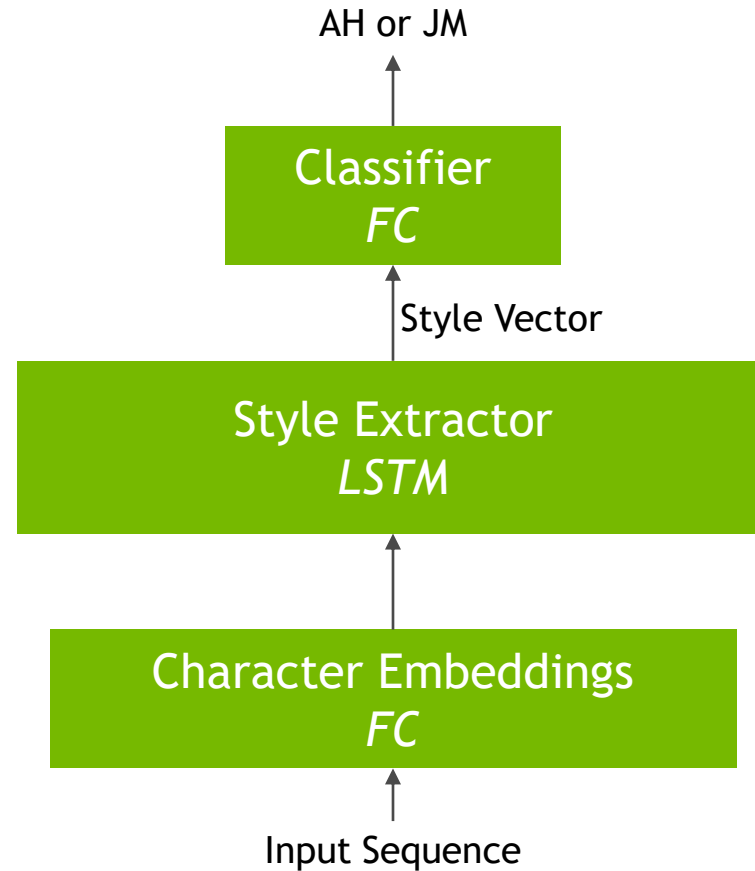 AH or JM
Classifier
FC
Style Vector
Style Extractor
LSTM
Character Embeddings
FC
Input Sequence